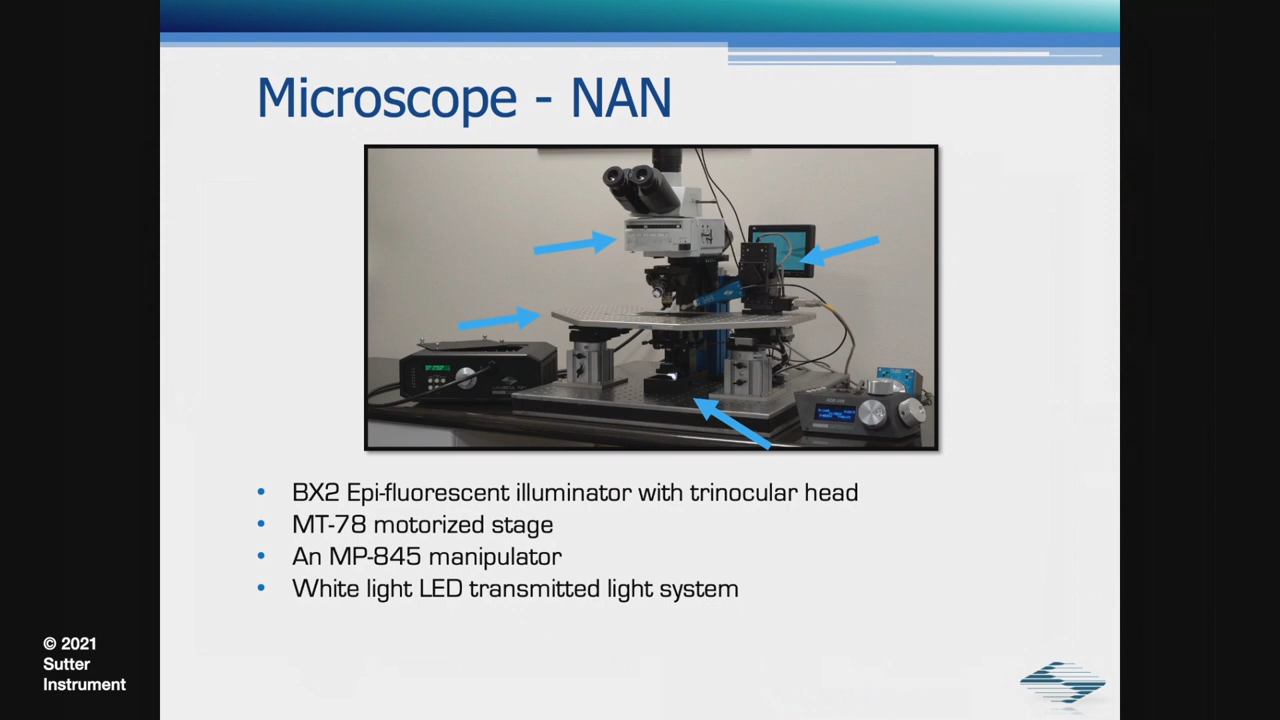 Microscope - NAN
• BX2 Epi-fluorescent illuminator with trinocular head
• MT-78 motorized stage
• An MP-845 manipulator
• White light LED transmitted light system
© 2021
Sutter
Instrument